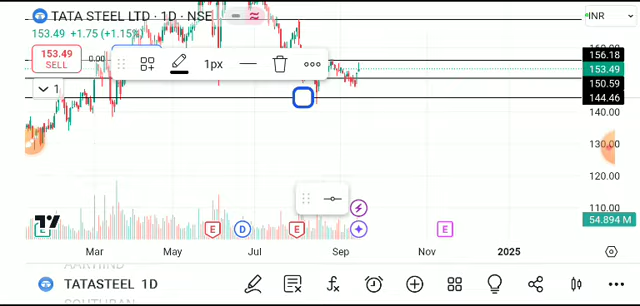 TATA STEEL LTD · 1D · NSE
INR
153.49 +1.75 (+1.15%)
153.49
SELL
0.00
1px
1
156.18
153.49
150.59
144.46
140.00
130.00
120.00
110.00
54.894 M
E
D
E
E
Mar
May
Jul
Sep
Nov
2025
TATASTEEL 1D